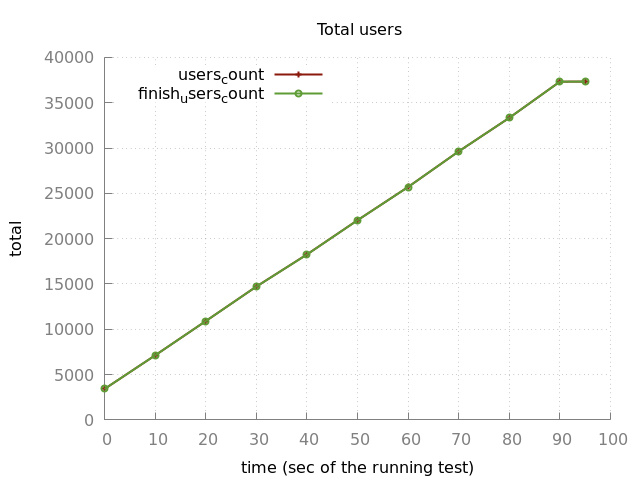 Total users
users_count
finish_users_count
40000
35000
30000
25000
20000
15000
10000
5000
0
total
0 10 20 30 40 50 60 70 80 90 100
time (sec of the running test)